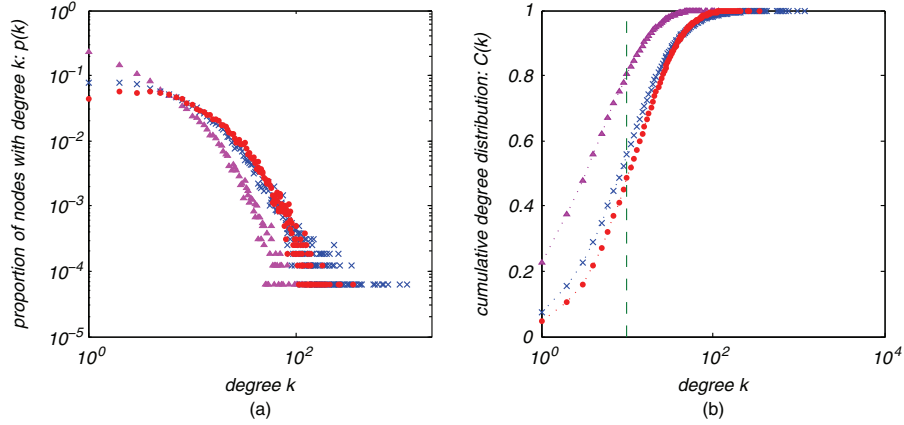 10^0
10^-1
10^-2
10^-3
10^-4
10^-5
proportion of nodes with degree k: p(k)
10^0
10^2
degree k
(a)
1
0.8
0.6
0.4
0.2
0
cumulative degree distribution: C(k)
10^0
10^2
10^4
degree k
(b)